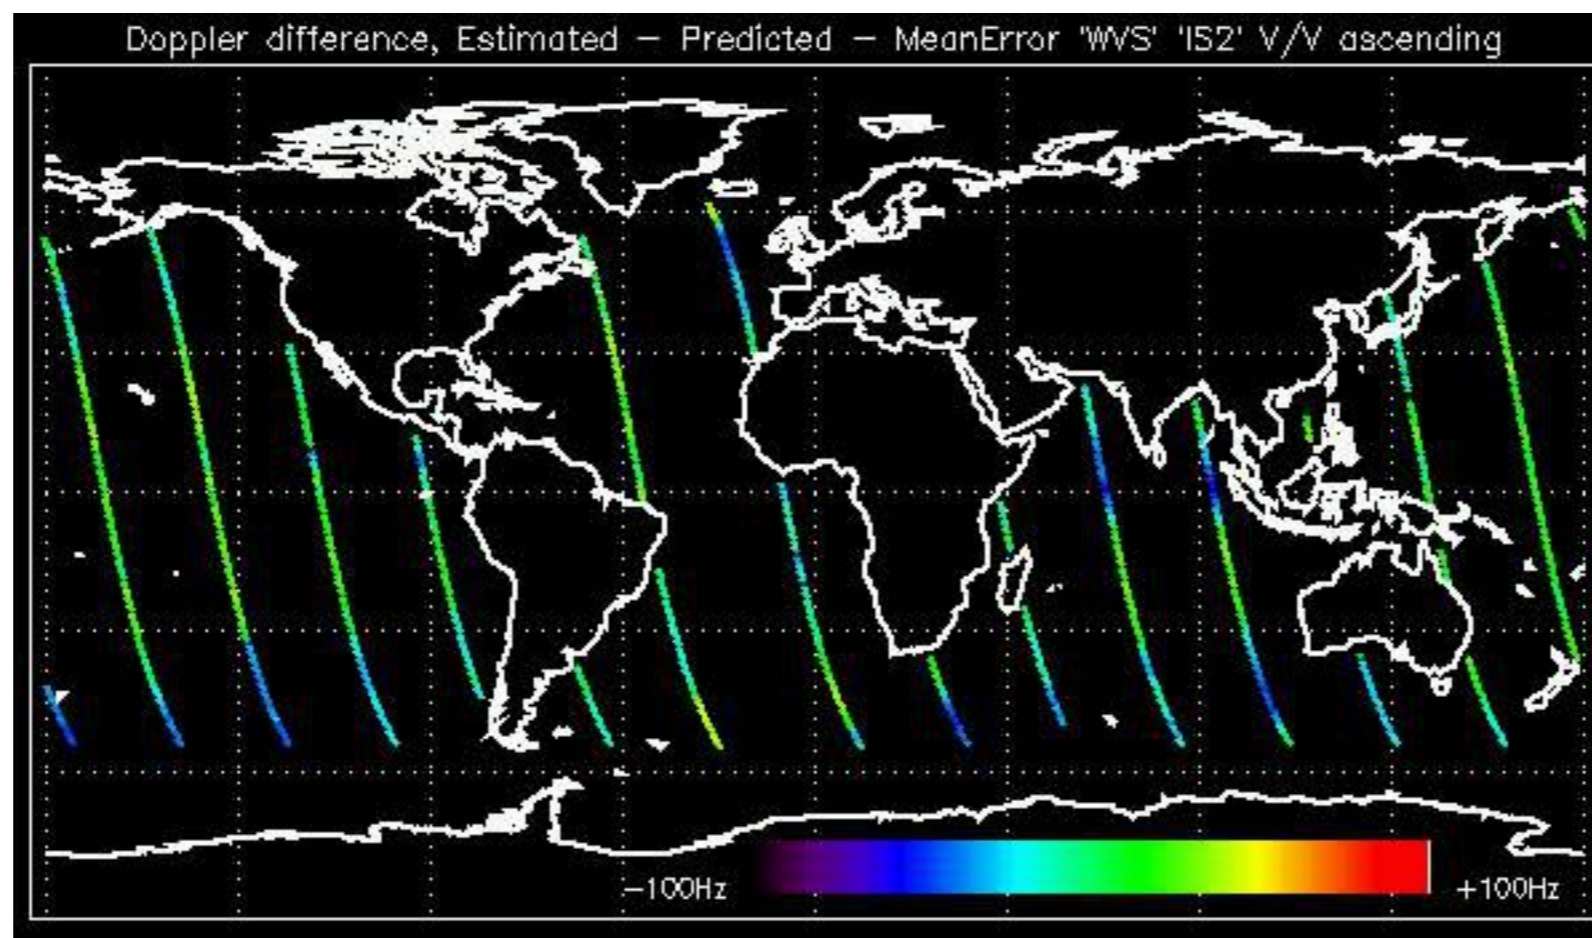 Doppler difference, Estimated – Predicted – MeanError 'WVS' 'IS2' V/V ascending
–100Hz
+100Hz